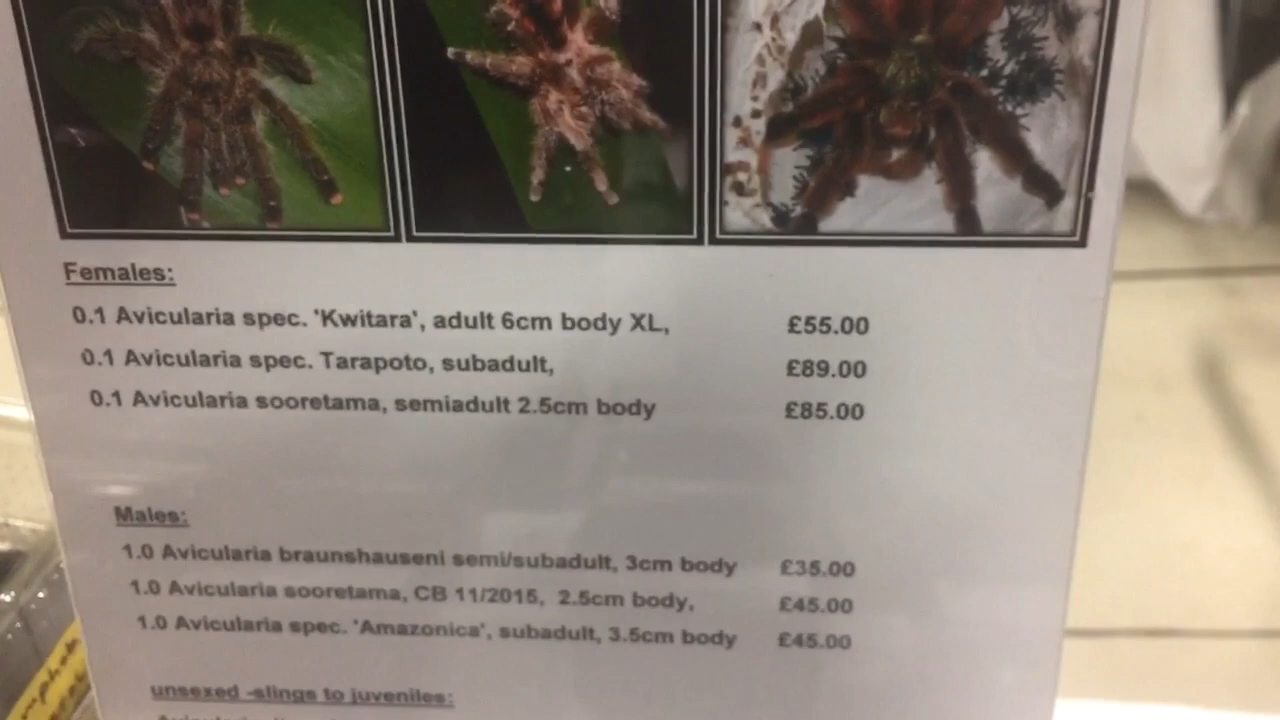 Females:
0.1 Avicularia spec. 'Kwitara', adult 6cm body XL, £55.00
0.1 Avicularia spec. Tarapoto, subadult, £89.00
0.1 Avicularia sooretama, semiadult 2.5cm body £85.00
Males:
1.0 Avicularia braunshauseni semi/subadult, 3cm body £35.00
1.0 Avicularia sooretama, CB 11/2015, 2.5cm body, £45.00
1.0 Avicularia spec. 'Amazonica', subadult, 3.5cm body £45.00
unsexed -slings to juveniles: